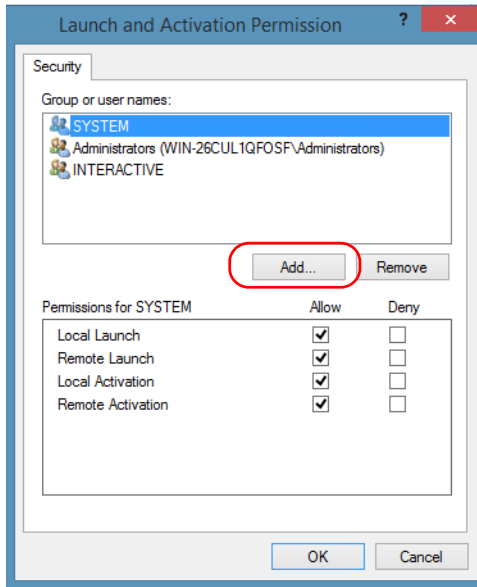 Launch and Activation Permission ?
Security
Group or user names:
SYSTEM
Administrators (WIN-26CUL1QFOSF\Administrators)
INTERACTIVE
Add... Remove
Permissions for SYSTEM Allow Deny
Local Launch
Remote Launch
Local Activation
Remote Activation
OK Cancel